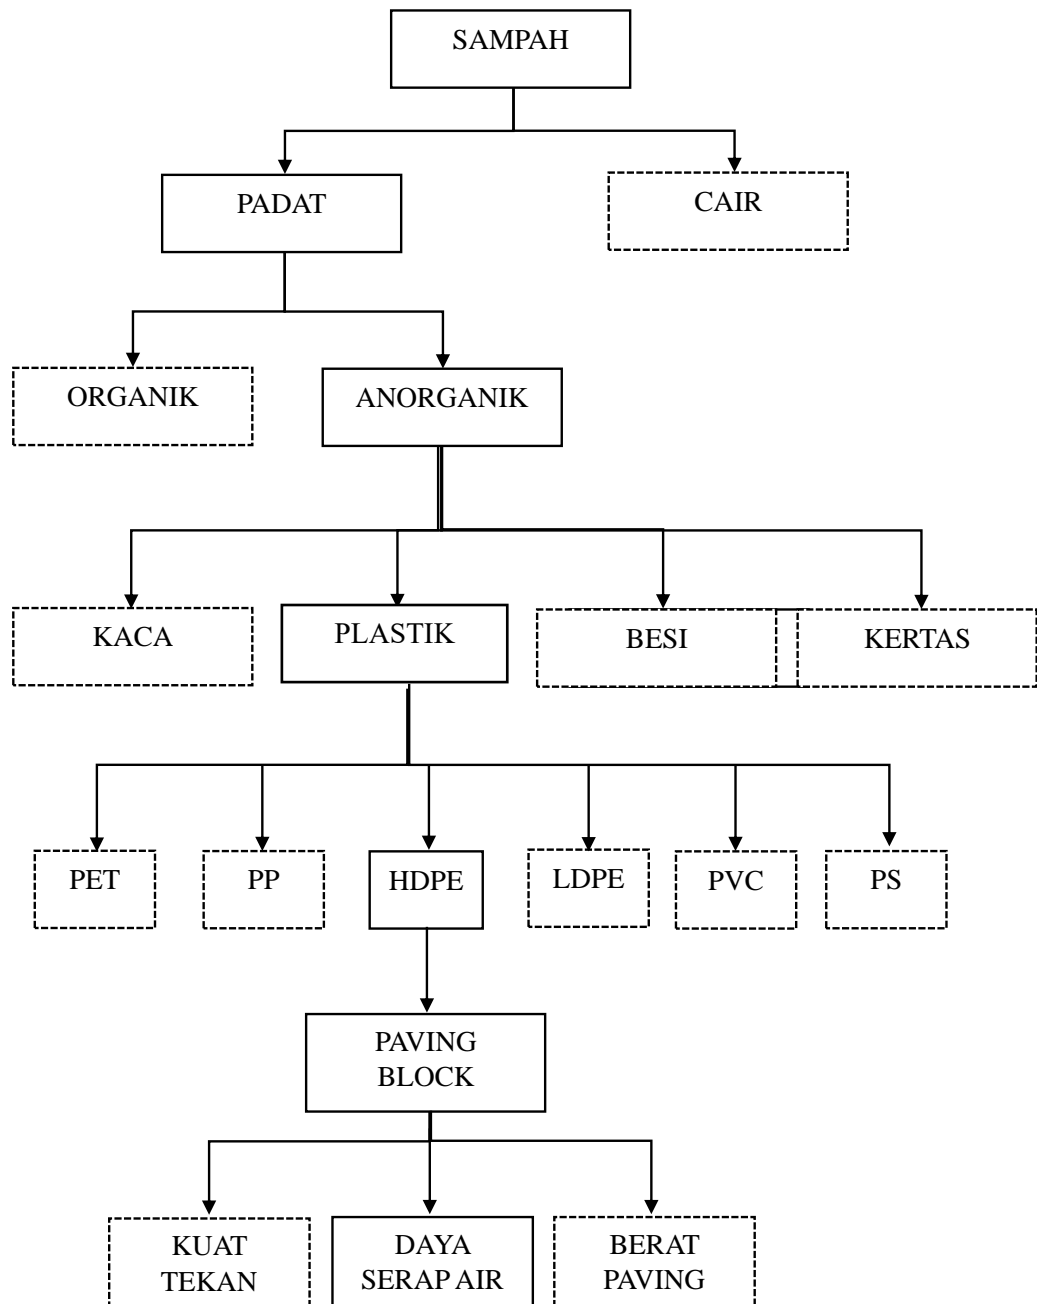 SAMPAH
PADAT
CAIR
ORGANIK
ANORGANIK
KACA
PLASTIK
BESI
KERTAS
PET
PP
HDPE
LDPE
PVC
PS
PAVING
BLOCK
KUAT
TEKAN
DAYA
SERAP AIR
BERAT
PAVING